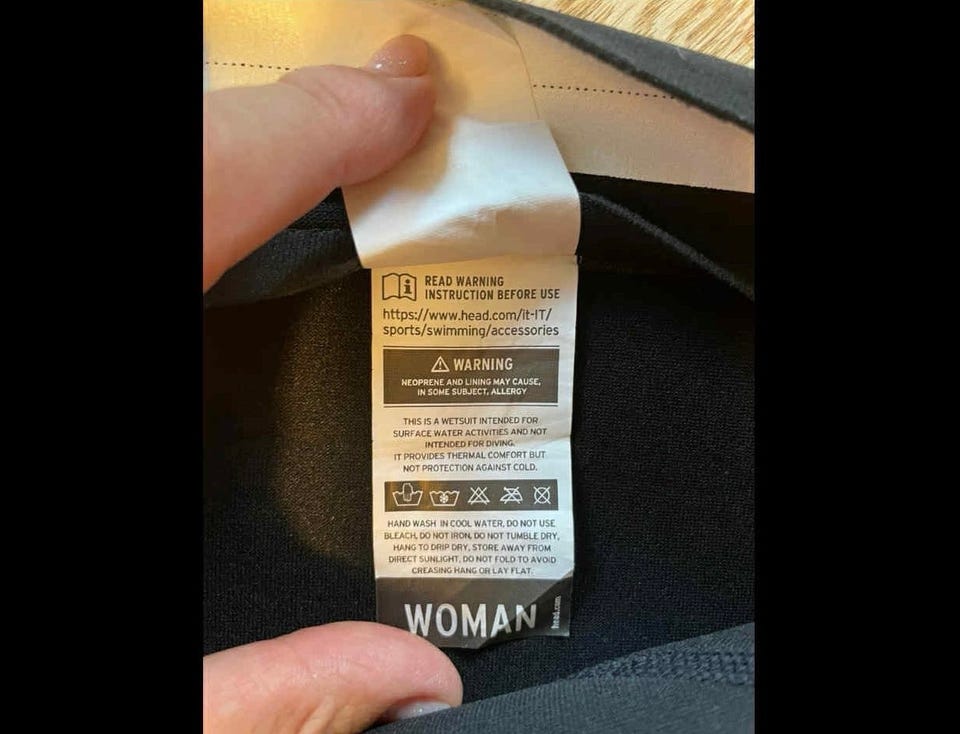 READ WARNING
INSTRUCTION BEFORE USE
https://www.head.com/it-IT/
sports/swimming/accessories
WARNING
NEOPRENE AND LINING MAY CAUSE,
IN SOME SUBJECT, ALLERGY
THIS IS A WETSUIT INTENDED FOR
SURFACE WATER ACTIVITIES AND NOT
INTENDED FOR DIVING.
IT PROVIDES THERMAL COMFORT BUT
NOT PROTECTION AGAINST COLD.
HAND WASH IN COOL WATER, DO NOT USE
BLEACH, DO NOT IRON, DO NOT TUMBLE DRY,
HANG TO DRIP DRY, STORE AWAY FROM
DIRECT SUNLIGHT, DO NOT FOLD TO AVOID
CREASING HANG OR LAY FLAT.
WOMAN
head.com